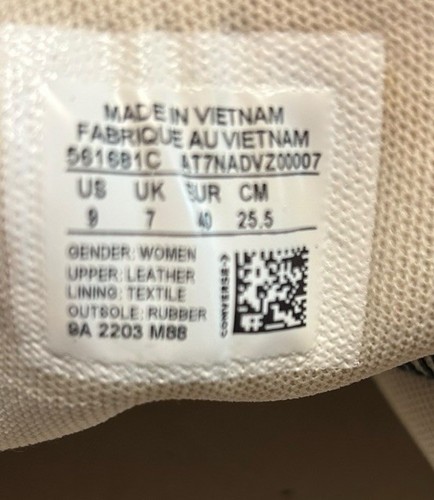 MADE IN VIETNAM
FABRIQUE AU VIETNAM
561681C AT7NADVZ00007
US UK EUR CM
9 7 40 25.5
GENDER: WOMEN
UPPER: LEATHER
LINING: TEXTILE
OUTSOLE: RUBBER
9A 2203 M88